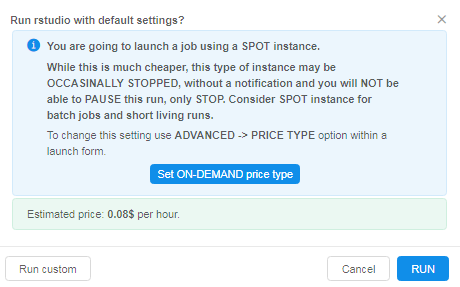 Run rstudio with default settings?
You are going to launch a job using a SPOT instance.
While this is much cheaper, this type of instance may be
OCCASINALLY STOPPED, without a notification and you will NOT be
able to PAUSE this run, only STOP. Consider SPOT instance for
batch jobs and short living runs.
To change this setting use ADVANCED -> PRICE TYPE option within a
launch form.
Set ON-DEMAND price type
Estimated price: 0.08$ per hour.
Run custom
Cancel
RUN